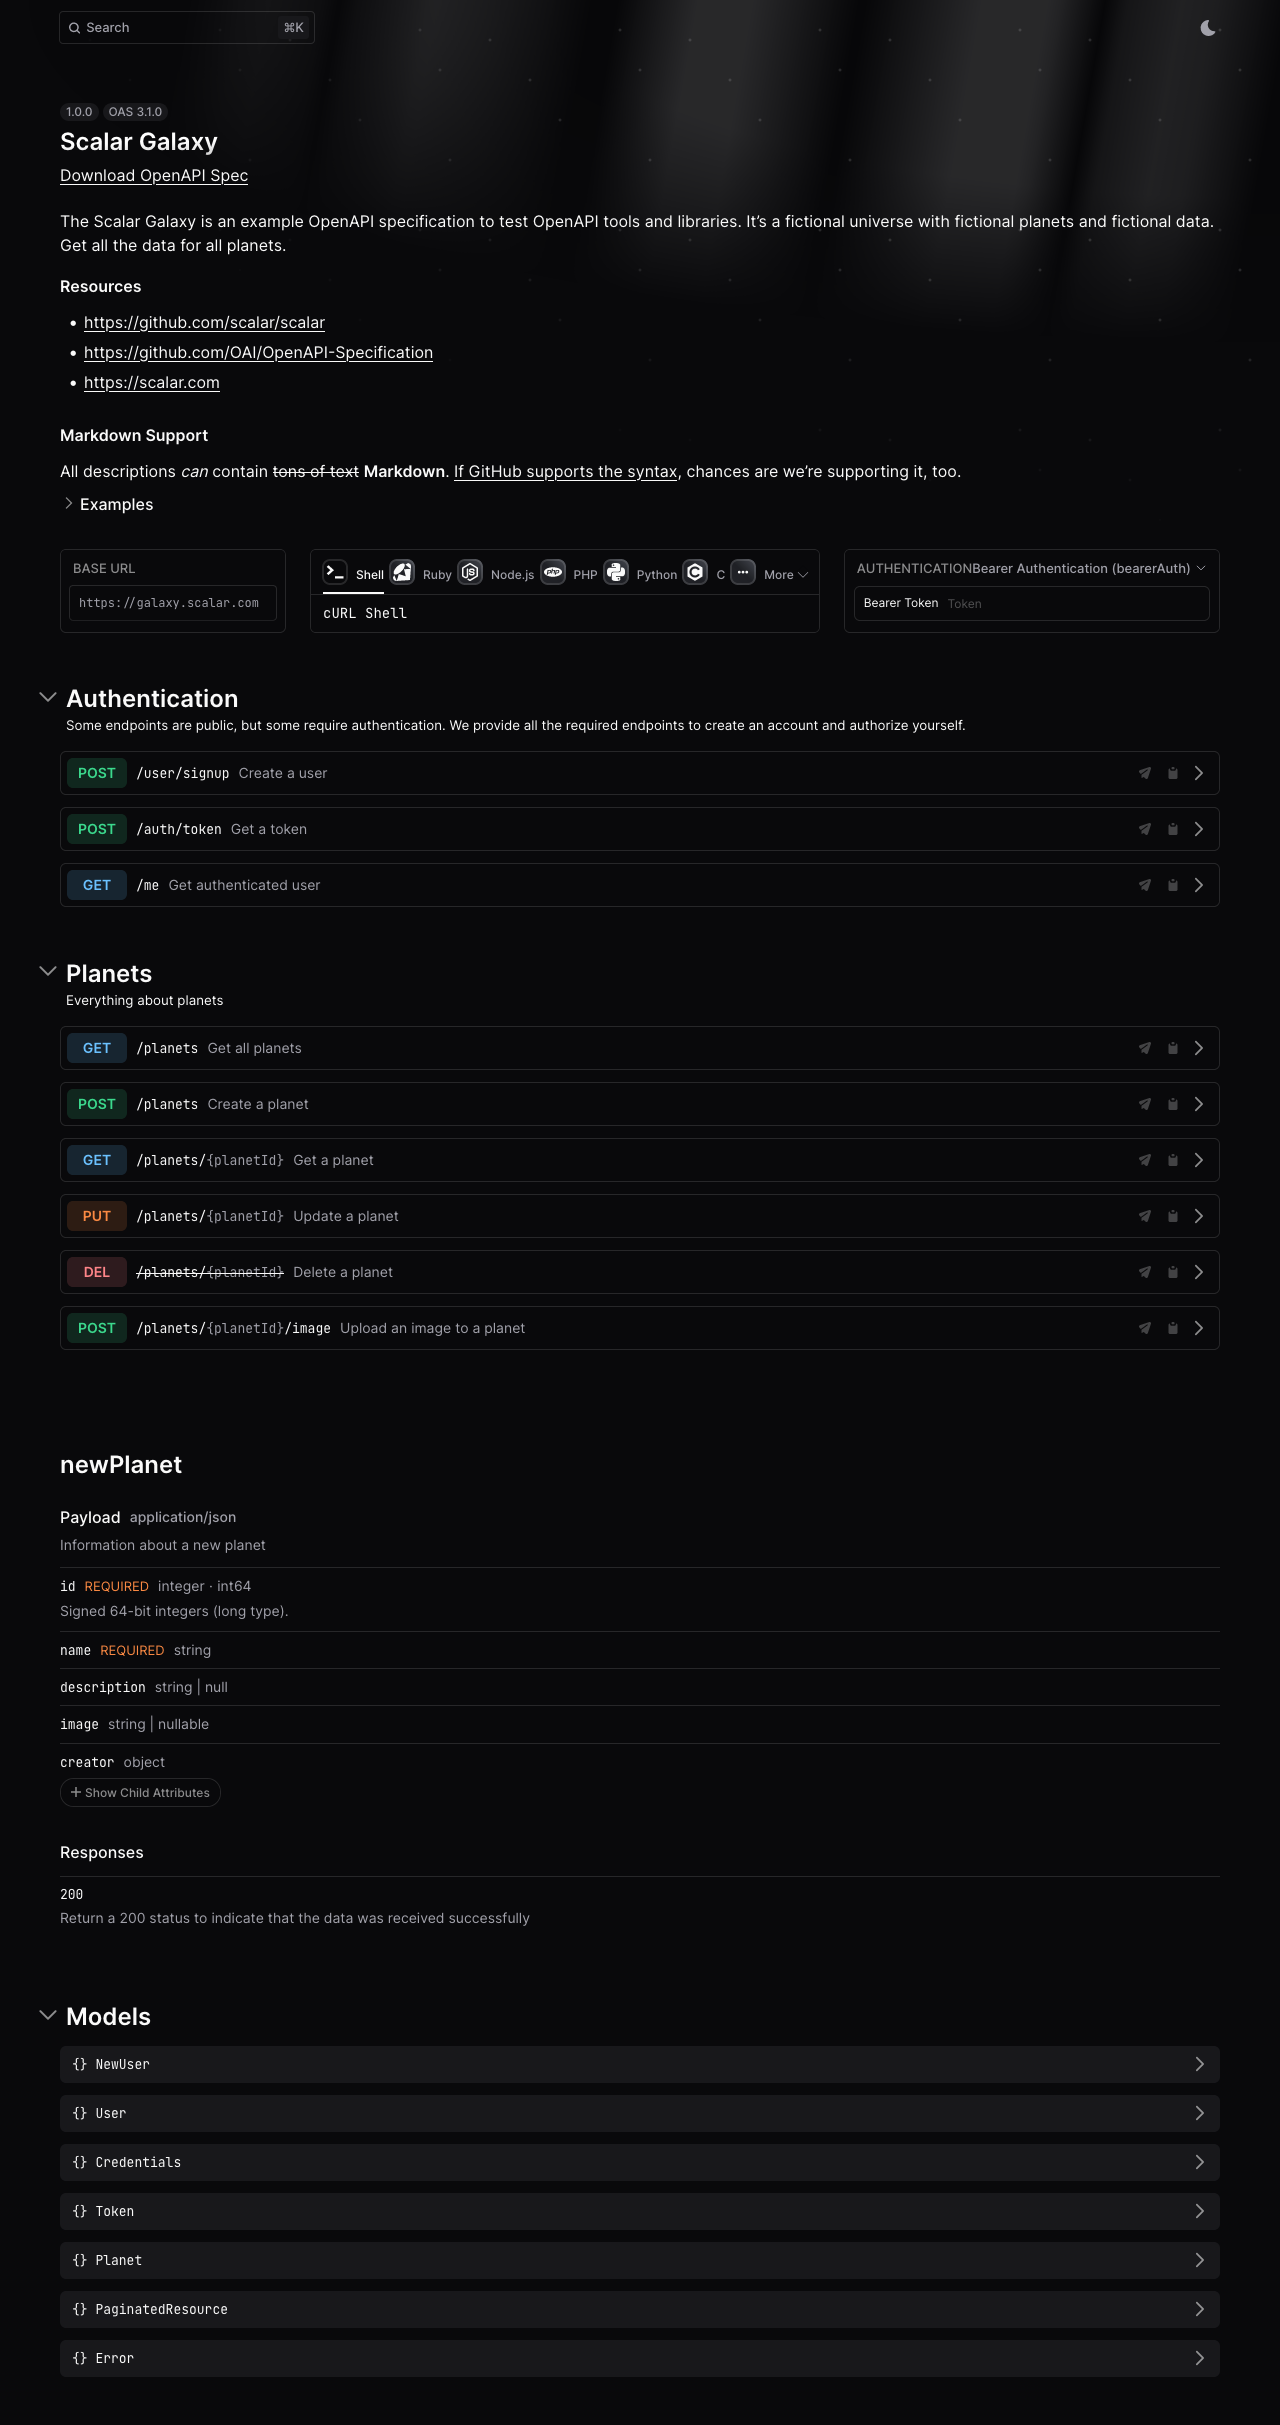 Search ⌘K
1.0.0 OAS 3.1.0
Scalar Galaxy
Download OpenAPI Spec
The Scalar Galaxy is an example OpenAPI specification to test OpenAPI tools and libraries. It’s a fictional universe with fictional planets and fictional data.
Get all the data for all planets.
Resources
• https://github.com/scalar/scalar
• https://github.com/OAI/OpenAPI-Specification
• https://scalar.com
Markdown Support
All descriptions can contain tons of text Markdown. If GitHub supports the syntax, chances are we’re supporting it, too.
Examples
BASE URL
https://galaxy.scalar.com
Shell Ruby JS Node.js php PHP Python C C More
cURL Shell
AUTHENTICATIONBearer Authentication (bearerAuth)
Bearer Token Token
Authentication
Some endpoints are public, but some require authentication. We provide all the required endpoints to create an account and authorize yourself.
POST /user/signup Create a user
POST /auth/token Get a token
GET /me Get authenticated user
Planets
Everything about planets
GET /planets Get all planets
POST /planets Create a planet
GET /planets/{planetId} Get a planet
PUT /planets/{planetId} Update a planet
DEL /planets/{planetId} Delete a planet
POST /planets/{planetId}/image Upload an image to a planet
newPlanet
Payload application/json
Information about a new planet
id REQUIRED integer · int64
Signed 64-bit integers (long type).
name REQUIRED string
description string | null
image string | nullable
creator object
+ Show Child Attributes
Responses
200
Return a 200 status to indicate that the data was received successfully
Models
{} NewUser
{} User
{} Credentials
{} Token
{} Planet
{} PaginatedResource
{} Error